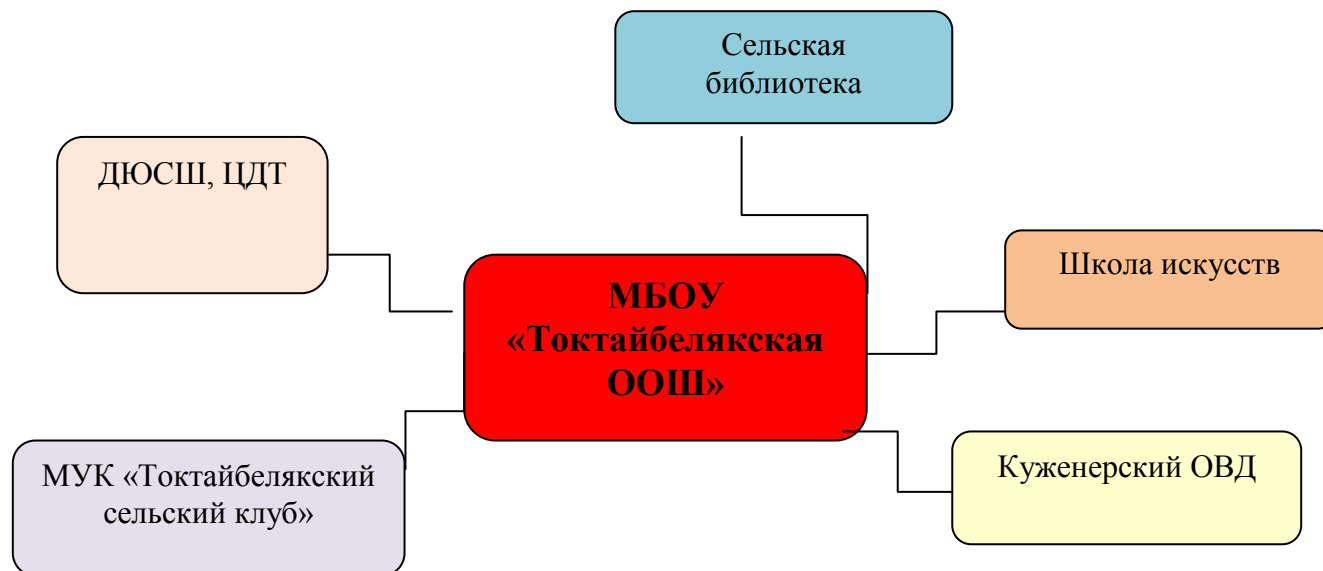 Сельская
библиотека
ДЮСШ, ЦДТ
Школа искусств
МБОУ
«Токтайбелякская
ООШ»
МУК «Токтайбелякский
сельский клуб»
Куженерский ОВД